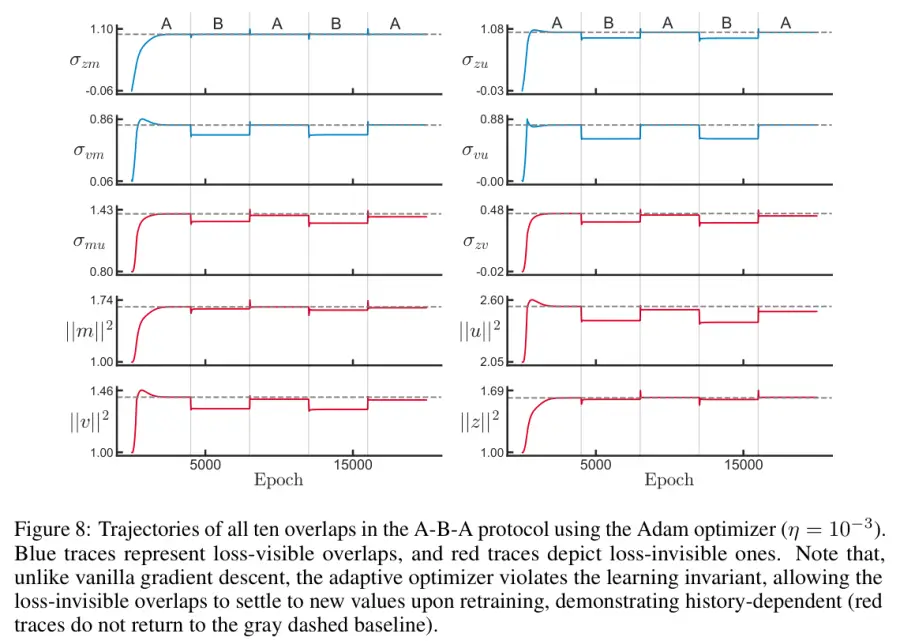 A B A B A
A B A B A
1.10
σzm
-0.06
1.08
σzu
-0.03
0.86
σvm
0.06
0.88
σvu
-0.00
1.43
σmu
0.80
0.48
σzv
-0.02
1.74
||m||²
1.00
2.60
||u||²
2.05
1.46
||v||²
1.00
1.69
||z||²
1.00
5000 15000
5000 15000
Epoch
Epoch
Figure 8: Trajectories of all ten overlaps in the A-B-A protocol using the Adam optimizer (η = 10⁻³).
Blue traces represent loss-visible overlaps, and red traces depict loss-invisible ones. Note that,
unlike vanilla gradient descent, the adaptive optimizer violates the learning invariant, allowing the
loss-invisible overlaps to settle to new values upon retraining, demonstrating history-dependent (red
traces do not return to the gray dashed baseline).